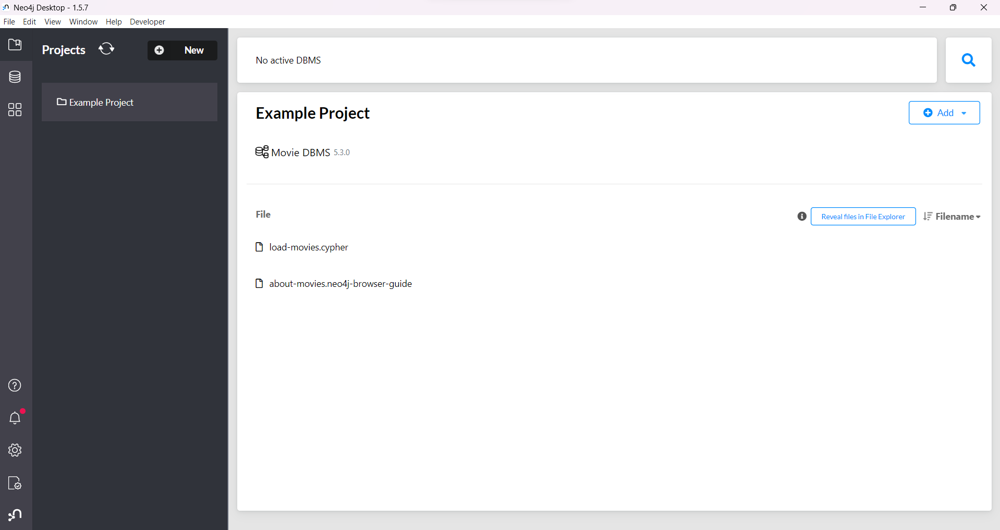 Neo4j Desktop - 1.5.7
File Edit View Window Help Developer
Projects
New
Example Project
No active DBMS
Example Project
Add
Movie DBMS 5.3.0
File
Reveal files in File Explorer
Filename
load-movies.cypher
about-movies.neo4j-browser-guide